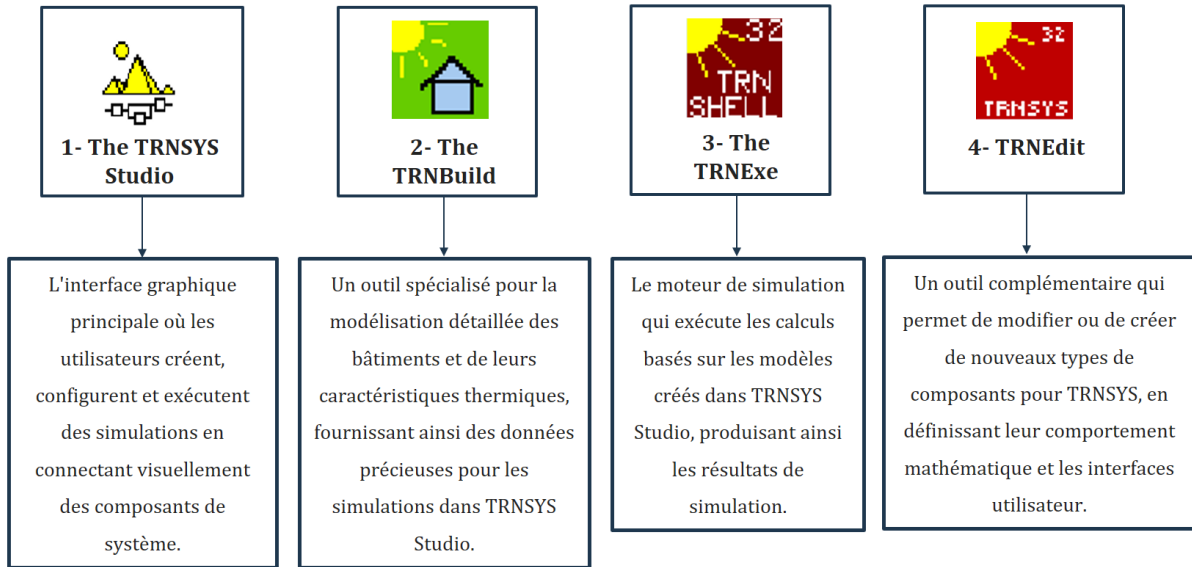 32
TRN
SHELL
32
TRNSYS
1- The TRNSYS
Studio
2- The
TRNBuild
3- The
TRNExe
4- TRNEdit
L'interface graphique
principale où les
utilisateurs créent,
configurent et exécutent
des simulations en
connectant visuellement
des composants de
système.
Un outil spécialisé pour la
modélisation détaillée des
bâtiments et de leurs
caractéristiques thermiques,
fournissant ainsi des données
précieuses pour les
simulations dans TRNSYS
Studio.
Le moteur de simulation
qui exécute les calculs
basés sur les modèles
créés dans TRNSYS
Studio, produisant ainsi
les résultats de
simulation.
Un outil complémentaire qui
permet de modifier ou de créer
de nouveaux types de
composants pour TRNSYS, en
définissant leur comportement
mathématique et les interfaces
utilisateur.